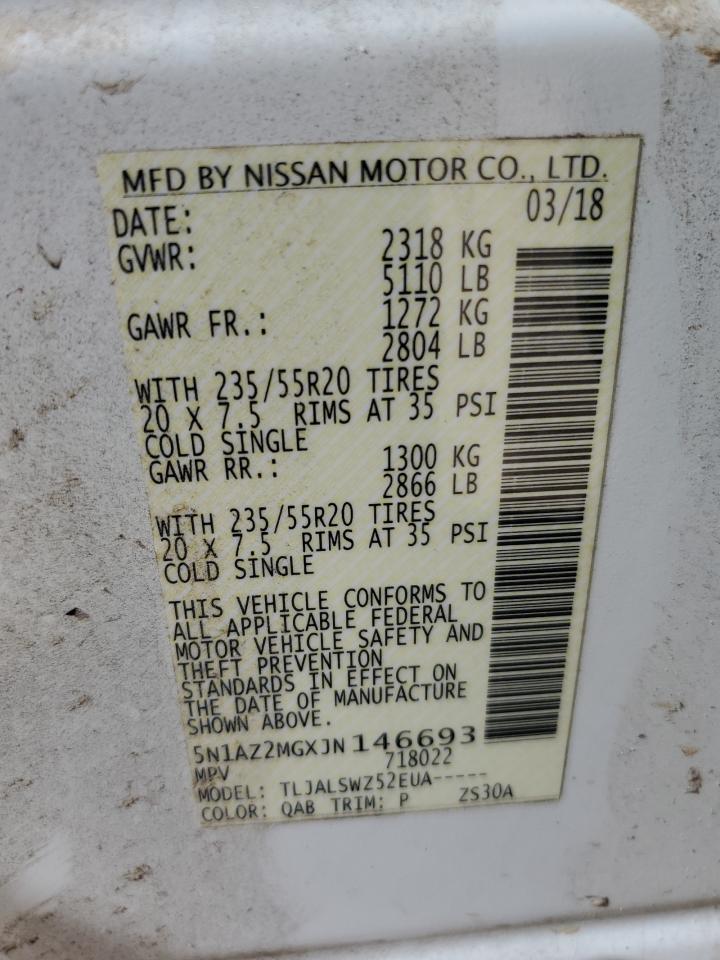 MFD BY NISSAN MOTOR CO., LTD.
DATE: 03/18
GVWR: 2318 KG
5110 LB
GAWR FR.: 1272 KG
2804 LB
WITH 235/55R20 TIRES
20 X 7.5 RIMS AT 35 PSI
COLD SINGLE
GAWR RR.: 1300 KG
2866 LB
WITH 235/55R20 TIRES
20 X 7.5 RIMS AT 35 PSI
COLD SINGLE
THIS VEHICLE CONFORMS TO
ALL APPLICABLE FEDERAL
MOTOR VEHICLE SAFETY AND
THEFT PREVENTION
STANDARDS IN EFFECT ON
THE DATE OF MANUFACTURE
SHOWN ABOVE.
5N1AZ2MGXJN146693
MPV 718022
MODEL: TLJALSWZ52EUA-----
COLOR: QAB TRIM: P ZS30A